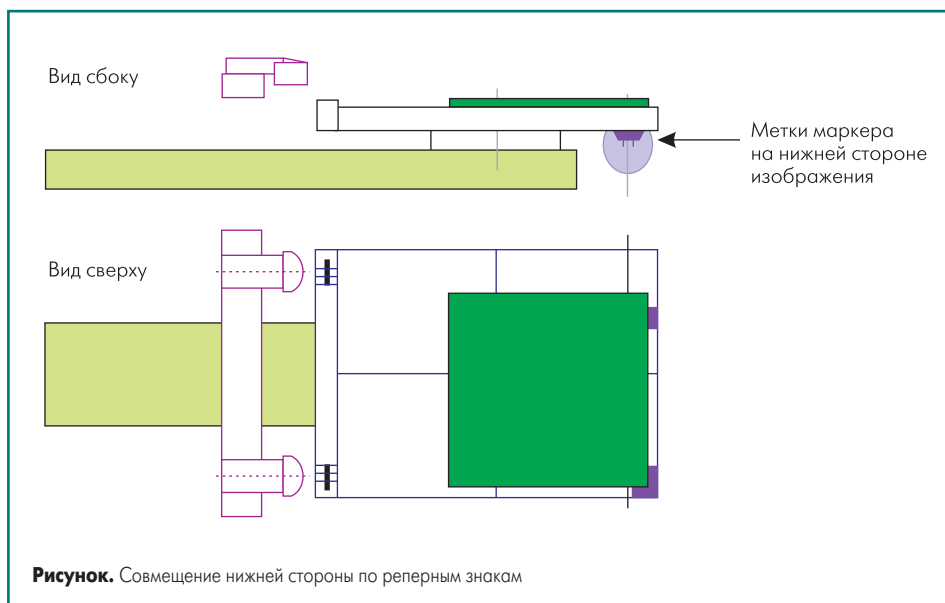 Вид сбоку
Метки маркера
на нижней стороне
изображения
Вид сверху
Рисунок. Совмещение нижней стороны по реперным знакам